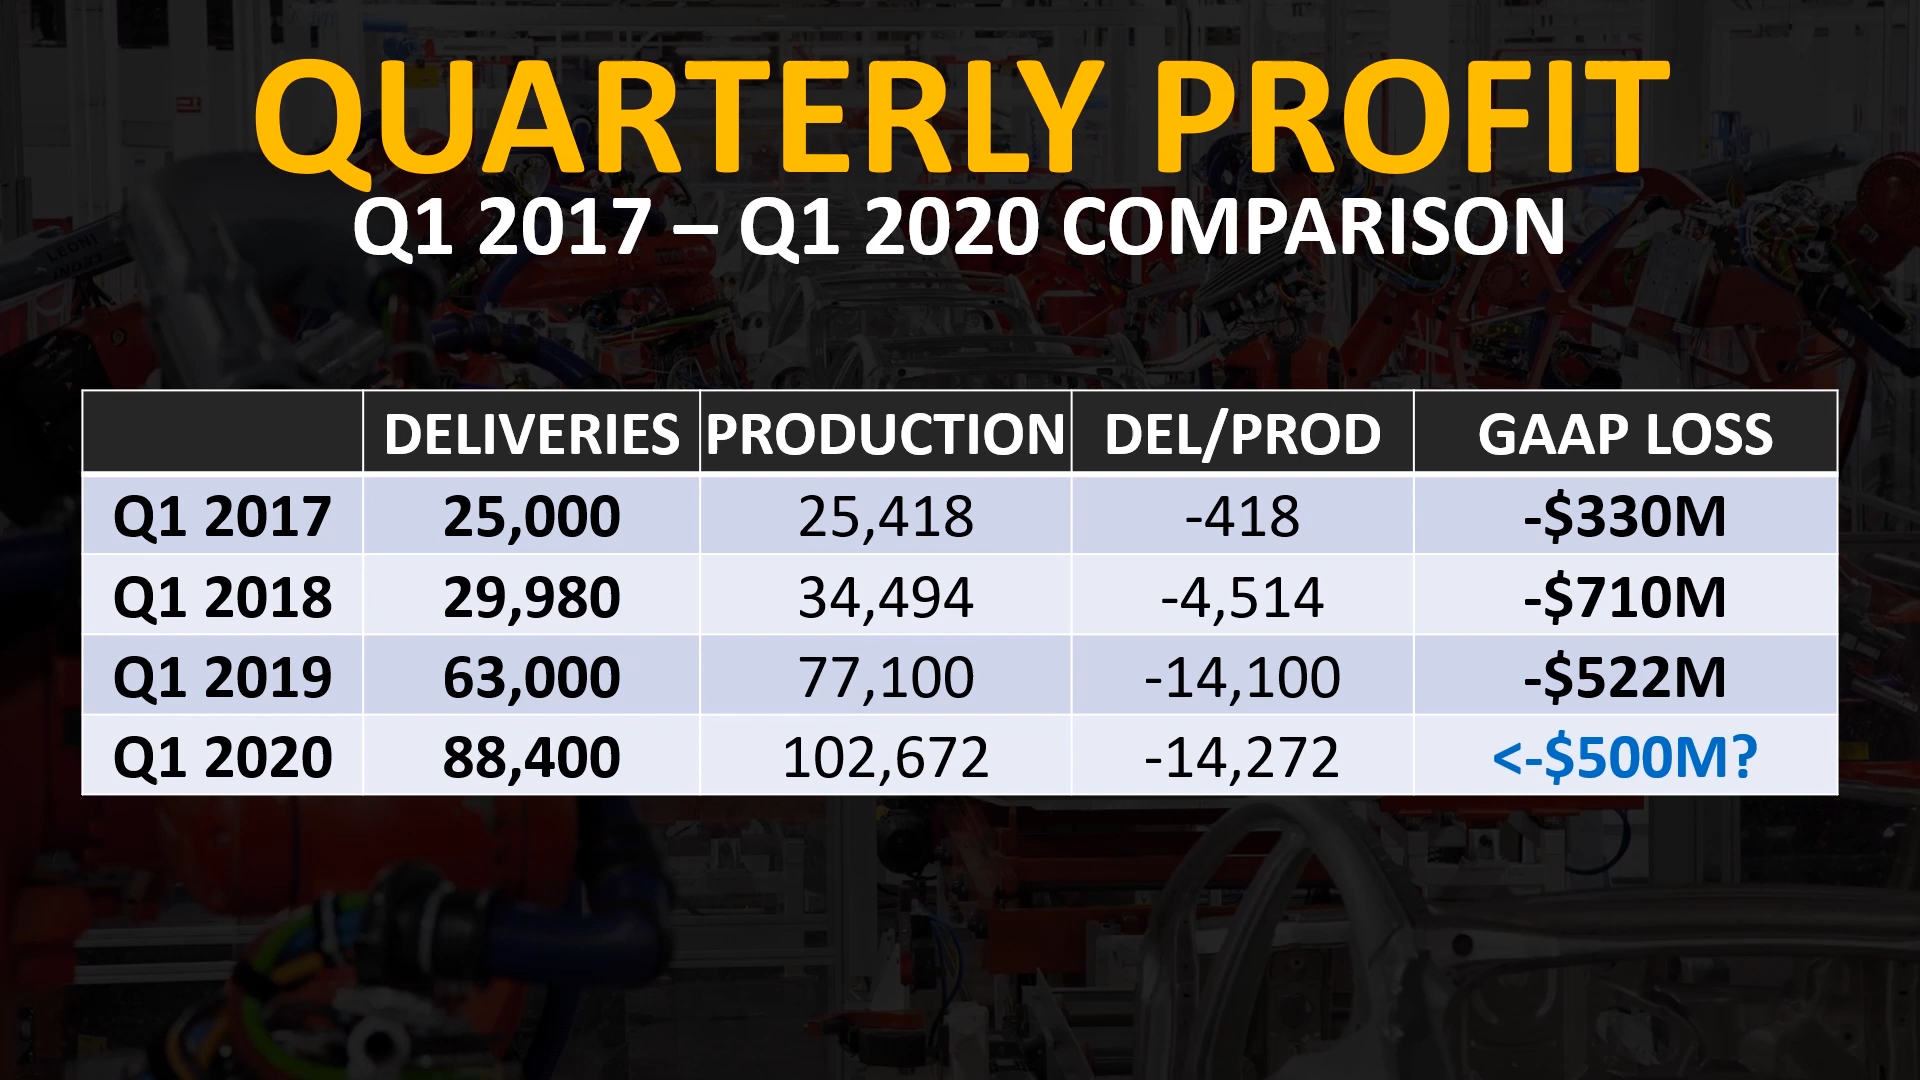 QUARTERLY PROFIT
Q1 2017 – Q1 2020 COMPARISON
LEONI
DELIVERIES PRODUCTION DEL/PROD GAAP LOSS
Q1 2017 25,000 25,418 -418 -$330M
Q1 2018 29,980 34,494 -4,514 -$710M
Q1 2019 63,000 77,100 -14,100 -$522M
Q1 2020 88,400 102,672 -14,272 <-$500M?